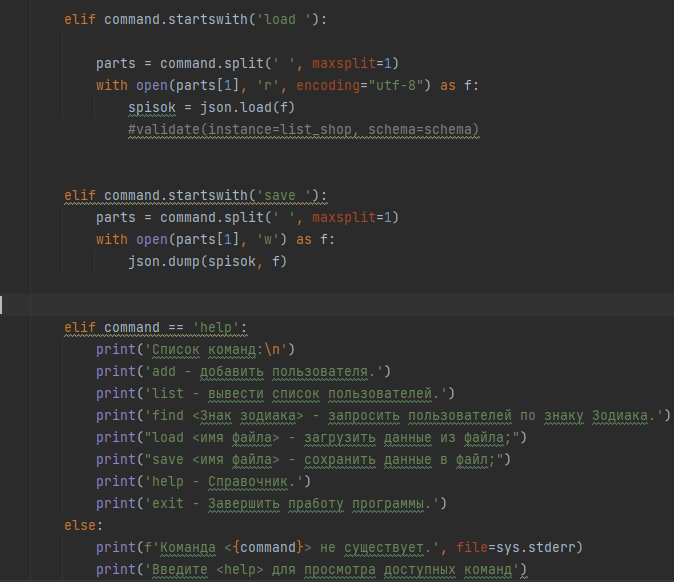 elif command.startswith('load '):
parts = command.split(' ', maxsplit=1)
with open(parts[1], 'r', encoding="utf-8") as f:
spisok = json.load(f)
#validate(instance=list_shop, schema=schema)
elif command.startswith('save '):
parts = command.split(' ', maxsplit=1)
with open(parts[1], 'w') as f:
json.dump(spisok, f)
elif command == 'help':
print('Список команд:\n')
print('add - добавить пользователя.')
print('list - вывести список пользователей.')
print('find <Знак зодиака> - запросить пользователей по знаку Зодиака.')
print("load <имя файла> - загрузить данные из файла;")
print("save <имя файла> - сохранить данные в файл;")
print('help - Справочник.')
print('exit - Завершить пработу программы.')
else:
print(f'Команда <{command}> не существует.', file=sys.stderr)
print('Введите <help> для просмотра доступных команд')